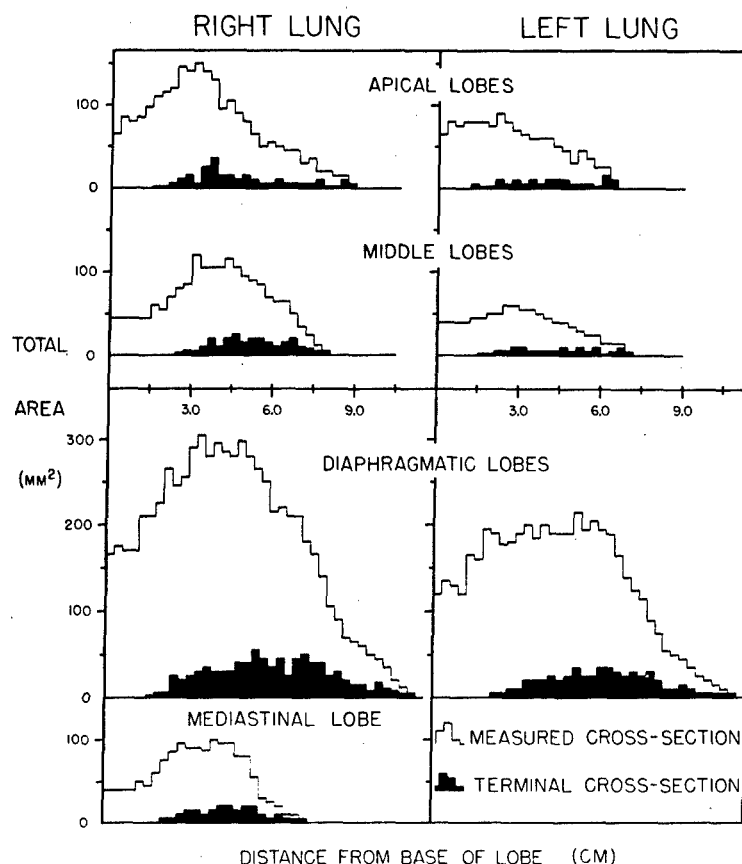 RIGHT LUNG
LEFT LUNG
APICAL LOBES
100
0
MIDDLE LOBES
100
0
TOTAL
AREA
(MM²)
3.0 6.0 9.0
3.0 6.0 9.0
DIAPHRAGMATIC LOBES
300
200
100
0
MEDIASTINAL LOBE
100
0
MEASURED CROSS-SECTION
TERMINAL CROSS-SECTION
DISTANCE FROM BASE OF LOBE (CM)